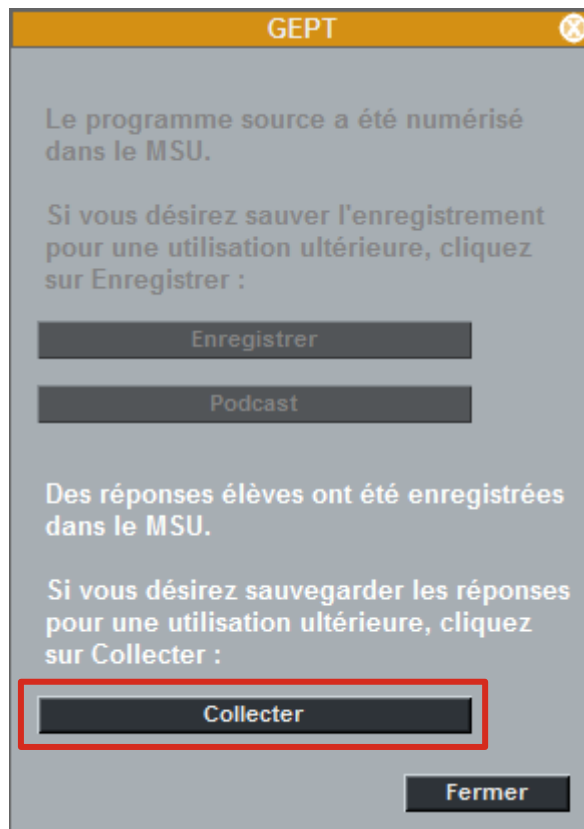 GEPT
Le programme source a été numérisé
dans le MSU.
Si vous désirez sauver l'enregistrement
pour une utilisation ultérieure, cliquez
sur Enregistrer :
Enregistrer
Podcast
Des réponses élèves ont été enregistrées
dans le MSU.
Si vous désirez sauvegarder les réponses
pour une utilisation ultérieure, cliquez
sur Collecter :
Collecter
Fermer